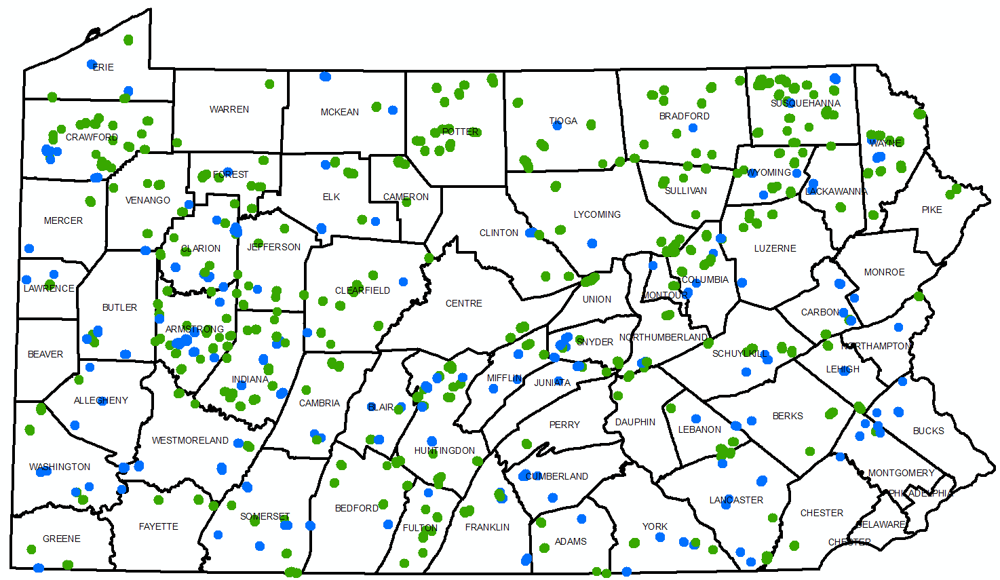 ERIE
WARREN
MCKEAN
SUSQUEHANNA
TIOGA
BRADFORD
POTTER
CRAWFORD
WAYNE
FOREST
WYOMING
SULLIVAN
LACKAWANNA
ELK
CAMERON
VENANGO
PIKE
LYCOMING
MERCER
CLINTON
CLARION
JEFFERSON
LUZERNE
MONROE
COLUMBIA
LAWRENCE
CLEARFIELD
MONTOUR
UNION
CENTRE
BUTLER
CARBON
ARMSTRONG
NORTHUMBERLAND
SNYDER
NORTHAMPTON
BEAVER
SCHUYLKILL
LEHIGH
MIFFLIN
INDIANA
JUNIATA
ALLEGHENY
CAMBRIA
BLAIR
BERKS
DAUPHIN
PERRY
LEBANON
BUCKS
WESTMORELAND
HUNTINGDON
WASHINGTON
MONTGOMERY
CUMBERLAND
PHILADELPHIA
LANCASTER
BEDFORD
CHESTER
SOMERSET
DELAWARE
FAYETTE
FULTON
FRANKLIN
YORK
GREENE
ADAMS
CHESTER